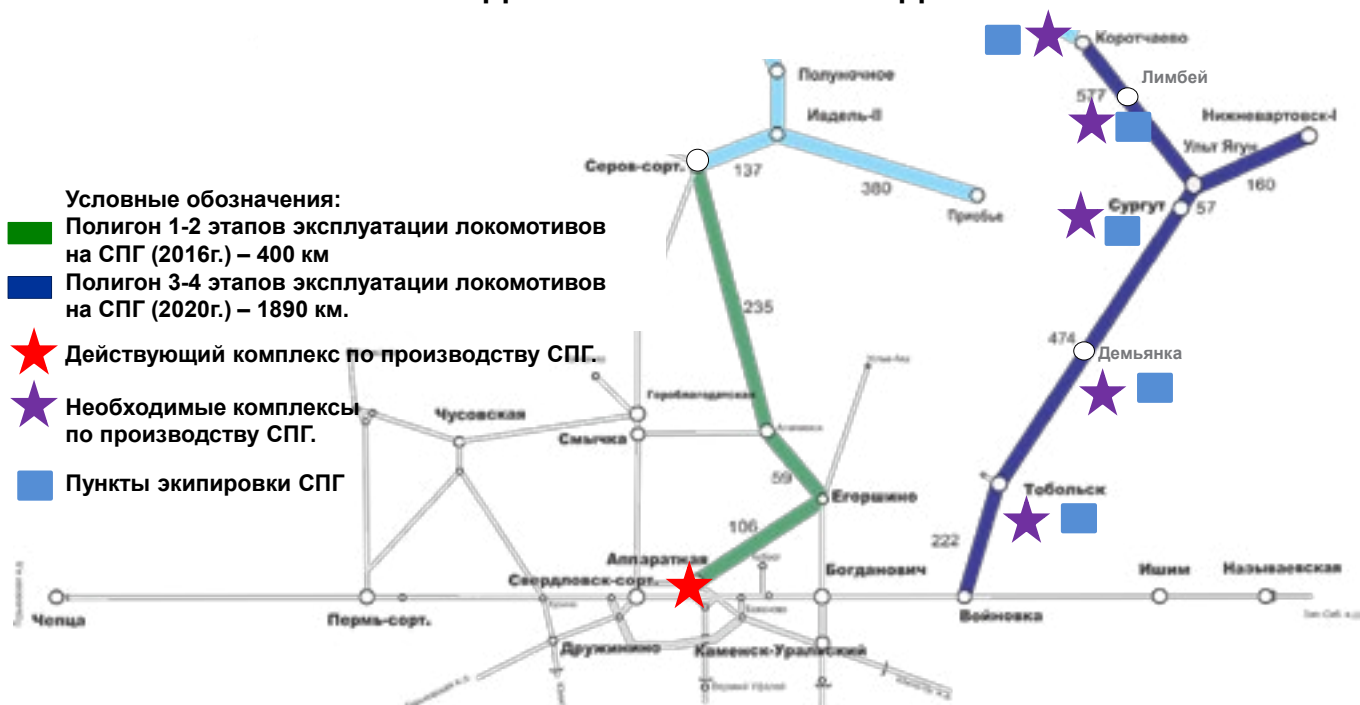 Полуночное
Ивдель-II
Серов-сорт.
137
380
Приобье
Коротчаево
Лимбей
577
Нижневартовск-I
Ульт Ягун
160
Сургут
57
Условные обозначения:
Полигон 1-2 этапов эксплуатации локомотивов
на СПГ (2016г.) – 400 км
Полигон 3-4 этапов эксплуатации локомотивов
на СПГ (2020г.) – 1890 км.
Действующий комплекс по производству СПГ.
Необходимые комплексы
по производству СПГ.
Пункты экипировки СПГ
235
474
Демьянка
Гороблагодатская
Чусовская
Смычка
59
Егоршино
Тобольск
106
222
Аппаратная
Свердловск-сорт.
Богданович
Ишим
Называевская
Чепца
Пермь-сорт.
Войновка
Дружинино
Каменск-Уральский